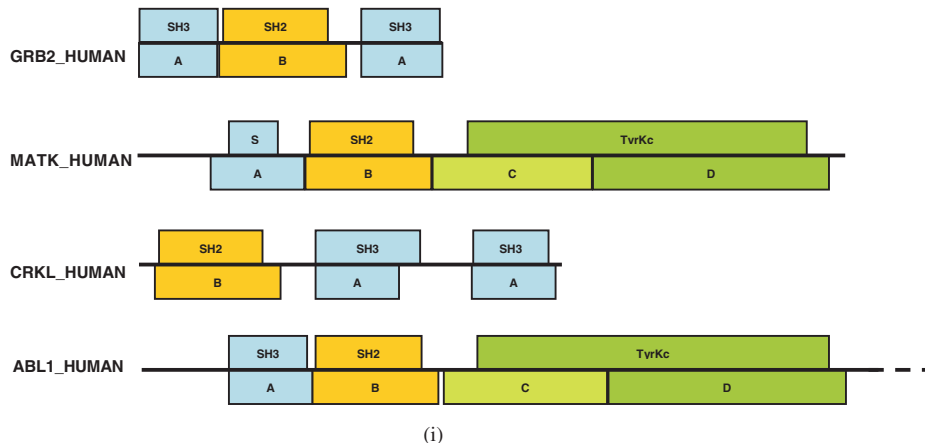 SH3 SH2 SH3
GRB2_HUMAN
A B A
S SH2 TyrKc
MATK_HUMAN
A B C D
SH2 SH3 SH3
CRKL_HUMAN
B A A
SH3 SH2 TyrKc
ABL1_HUMAN
A B C D
(i)